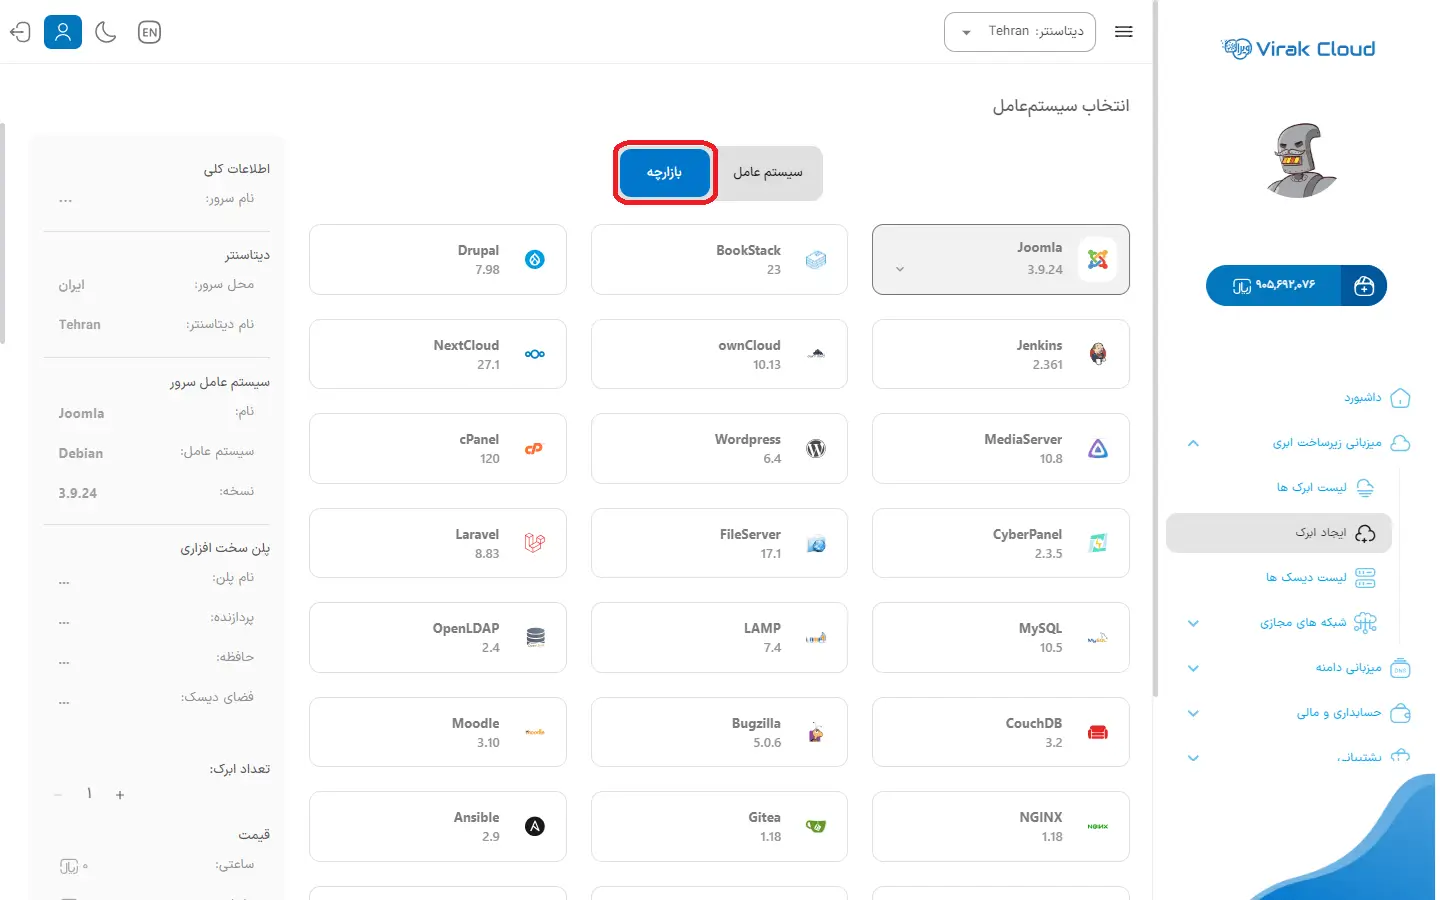 Virak Cloud
۹۰۵,۶۹۲,۰۷۶
داشبورد
میزبانی زیرساخت ابری
لیست ابرک ها
ایجاد ابرک
لیست دیسک ها
شبکه های مجازی
میزبانی دامنه
حسابداری و مالی
پشتیبانی
دیتاسنتر: Tehran
EN
انتخاب سیستم‌عامل
سیستم عامل
بازارچه
Joomla
3.9.24
BookStack
23
Drupal
7.98
Jenkins
2.361
ownCloud
10.13
NextCloud
27.1
MediaServer
10.8
Wordpress
6.4
cPanel
120
CyberPanel
2.3.5
FileServer
17.1
Laravel
8.83
MySQL
10.5
LAMP
7.4
OpenLDAP
2.4
CouchDB
3.2
Bugzilla
5.0.6
Moodle
3.10
NGINX
1.18
Gitea
1.18
Ansible
2.9
اطلاعات کلی
نام سرور: ...
دیتاسنتر
محل سرور: ایران
نام دیتاسنتر: Tehran
سیستم عامل سرور
نام: Joomla
سیستم عامل: Debian
نسخه: 3.9.24
پلن سخت افزاری
نام پلن: ...
پردازنده: ...
حافظه: ...
فضای دیسک: ...
تعداد ابرک:
+ ۱ −
قیمت
ساعتی: ۰ ریال